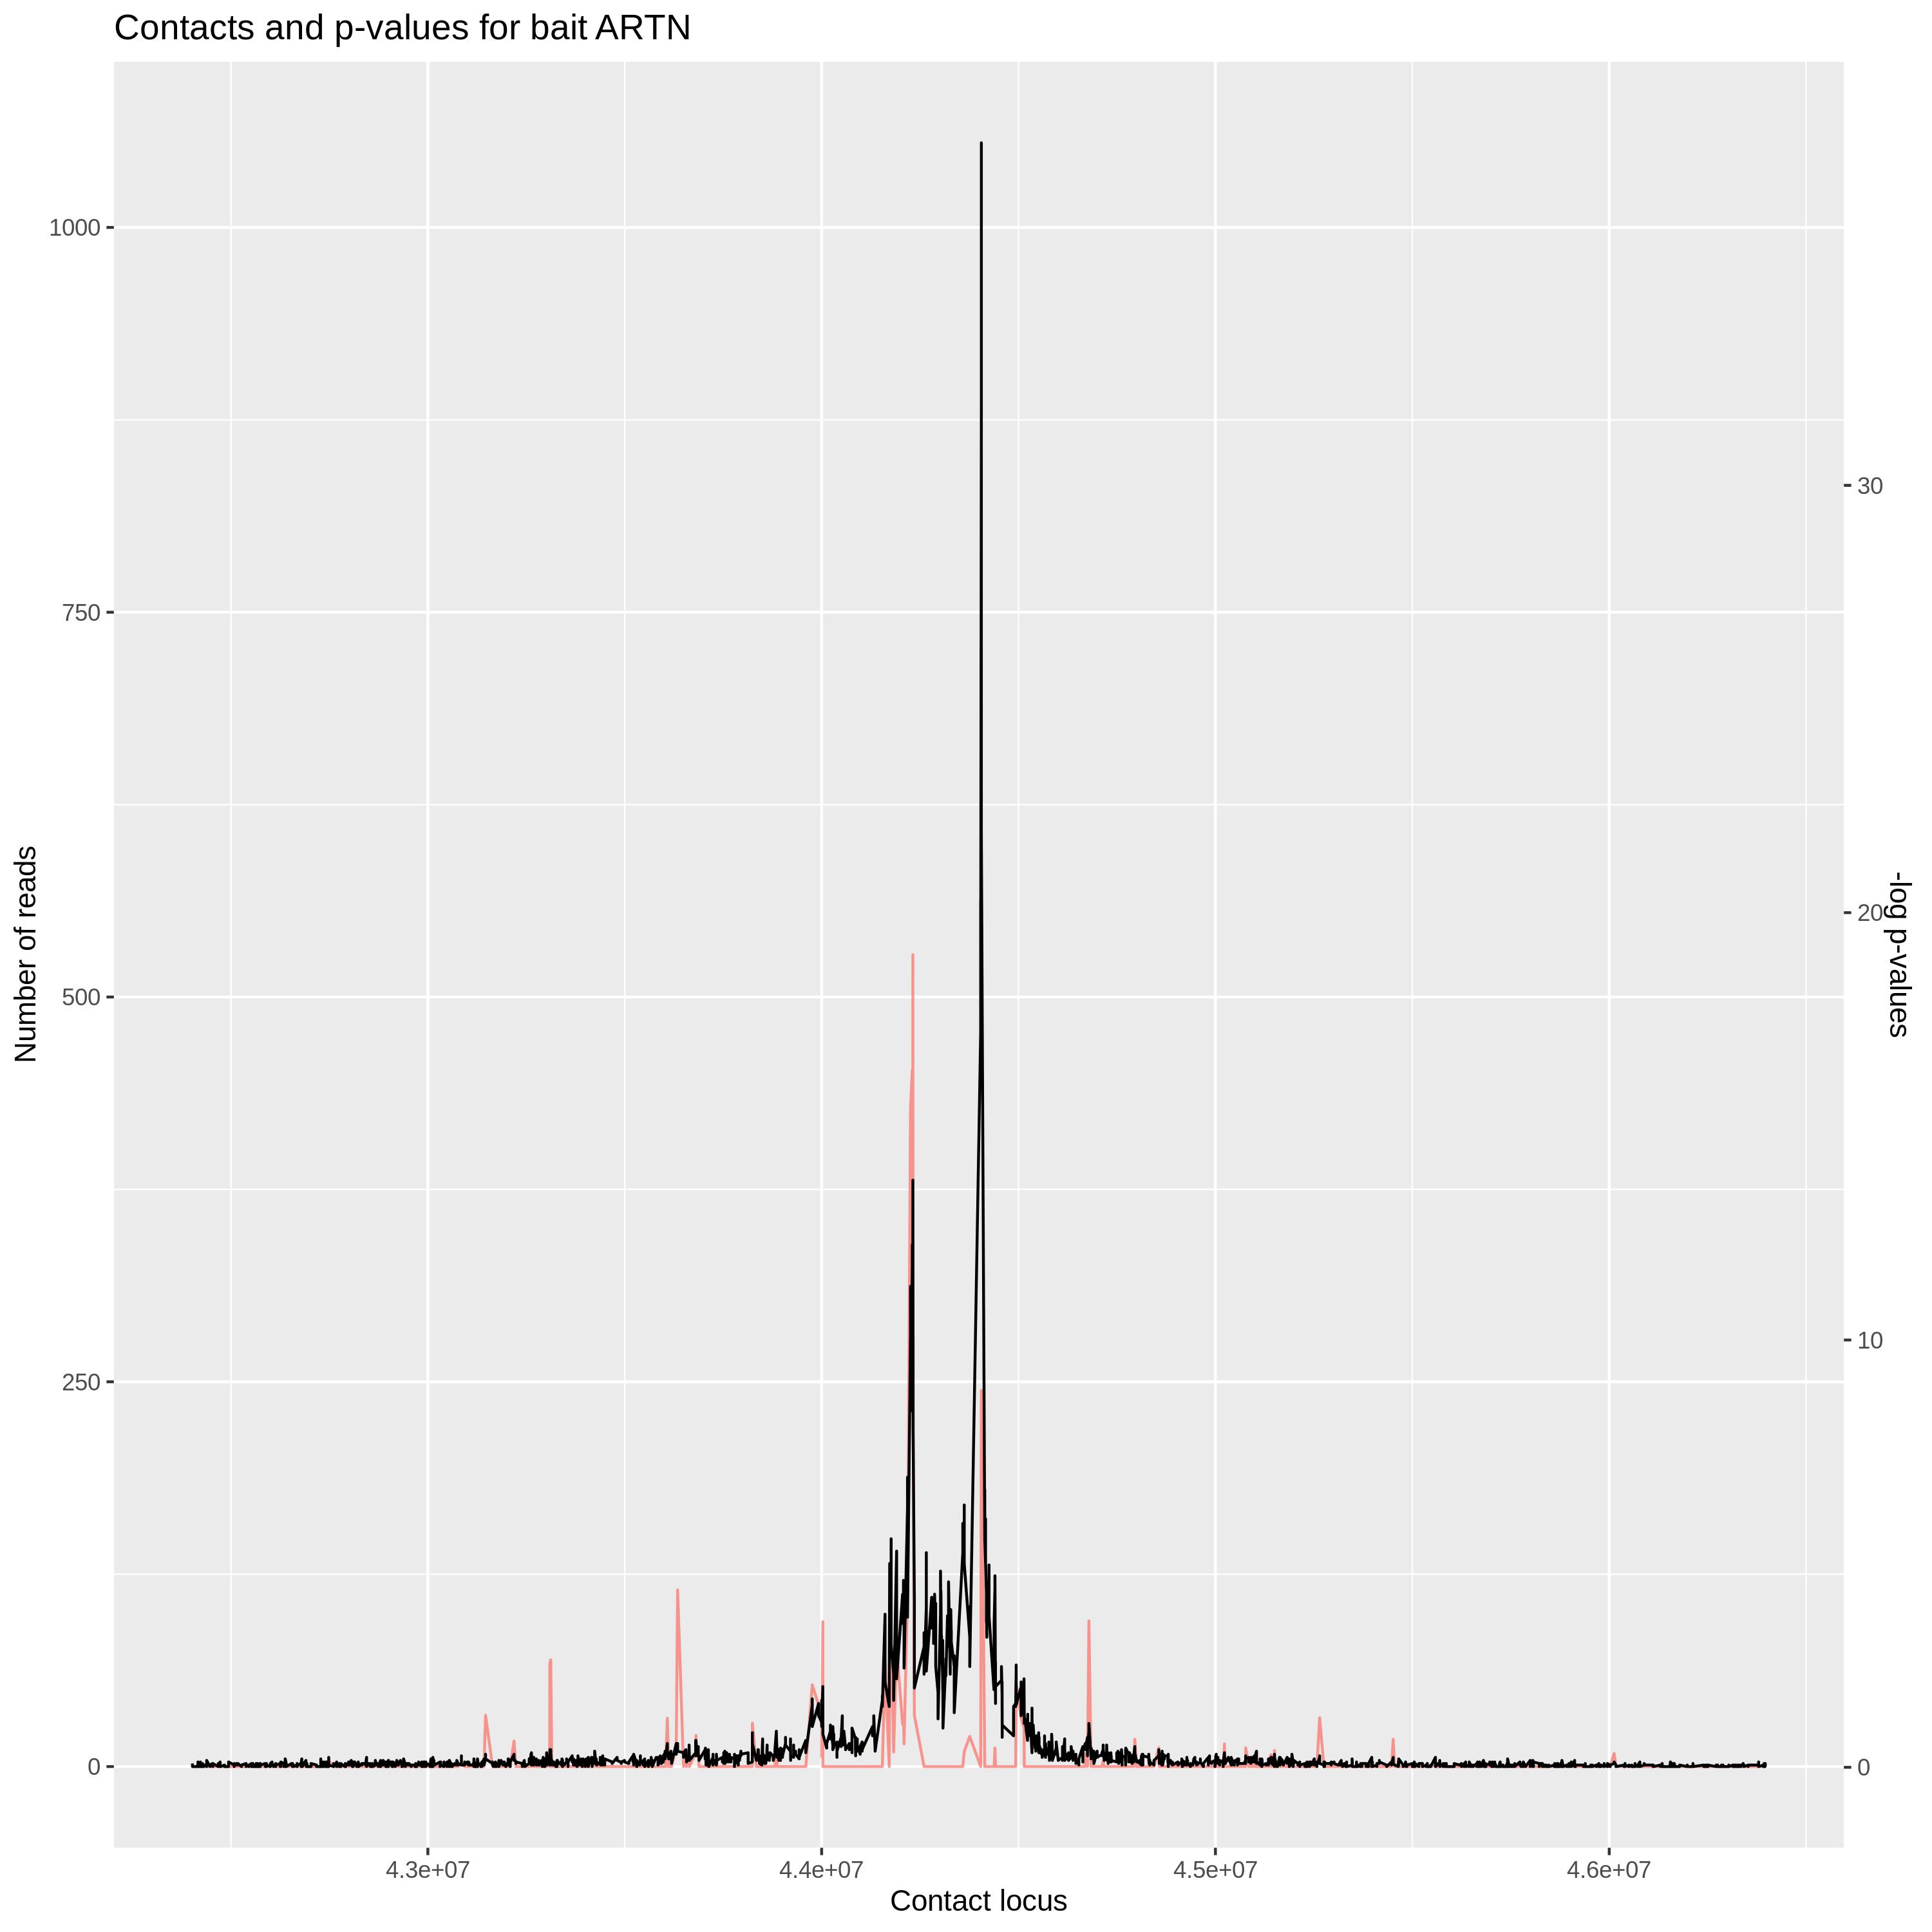 Contacts and p-values for bait ARTN
Number of reads
1000
750
500
250
0
30
20
10
0
-log p-values
4.3e+07
4.4e+07
4.5e+07
4.6e+07
Contact locus